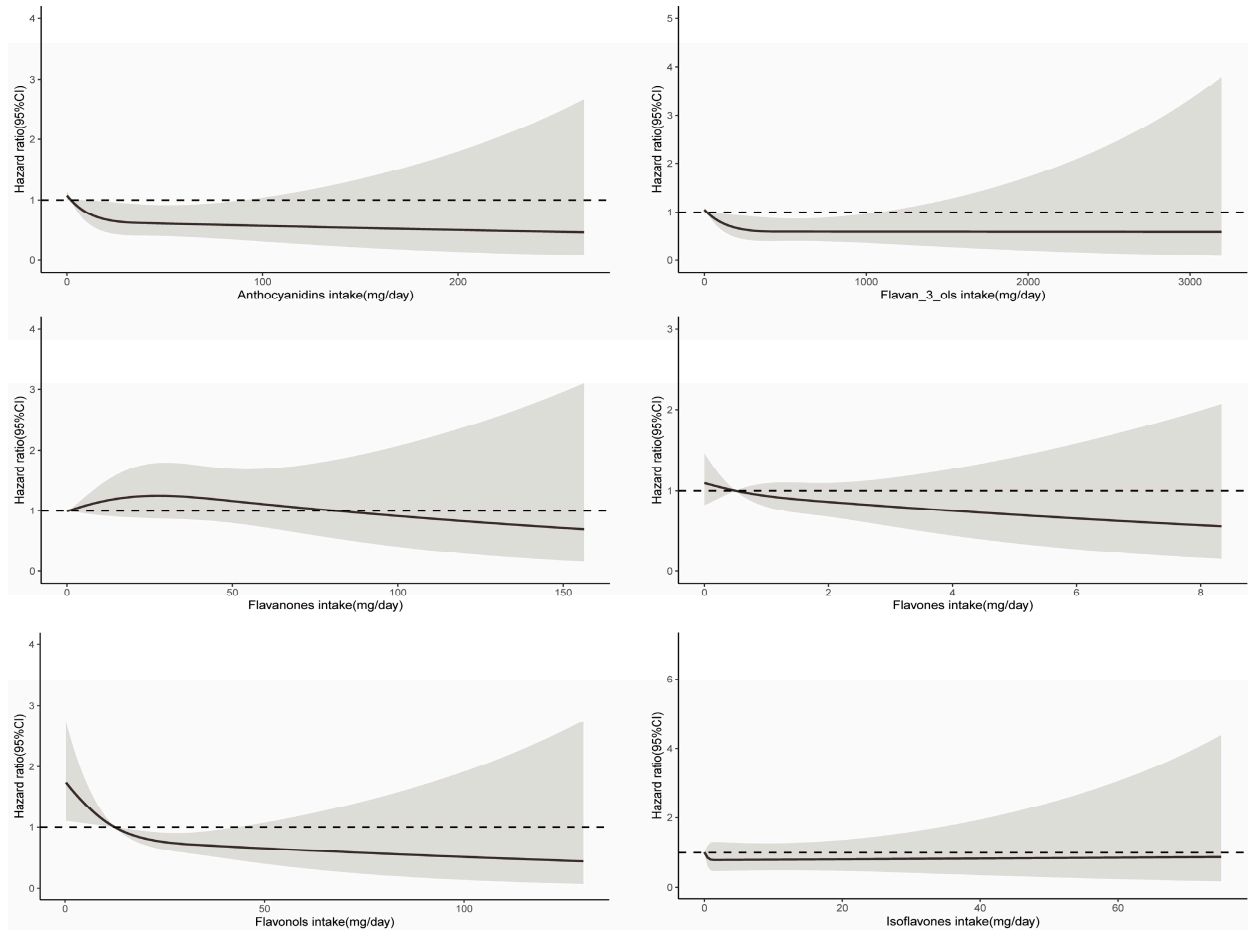 4
3
2
1
0
Hazard ratio(95%CI)
0 100 200
Anthocyanidins intake(mg/day)
5
4
3
2
1
0
Hazard ratio(95%CI)
0 1000 2000 3000
Flavan_3_ols intake(mg/day)
4
3
2
1
0
Hazard ratio(95%CI)
0 50 100 150
Flavanones intake(mg/day)
3
2
1
0
Hazard ratio(95%CI)
0 2 4 6 8
Flavones intake(mg/day)
4
3
2
1
0
Hazard ratio(95%CI)
0 50 100
Flavonols intake(mg/day)
6
4
2
1
0
Hazard ratio(95%CI)
0 20 40 60
Isoflavones intake(mg/day)